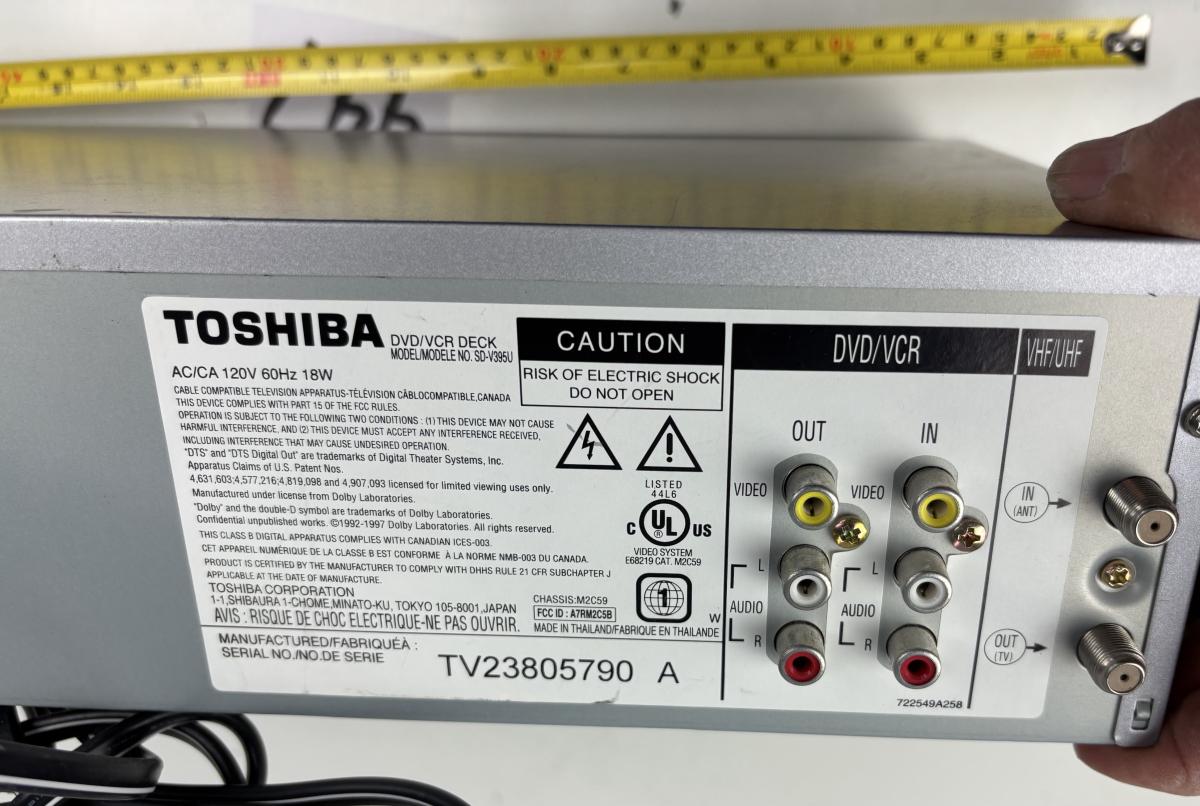 TOSHIBA
DVD/VCR DECK
MODEL/MODELE NO. SD-V395U
AC/CA 120V 60Hz 18W
CABLE COMPATIBLE TELEVISION APPARATUS-TÉLÉVISION CÂBLOCOMPATIBLE,CANADA
THIS DEVICE COMPLIES WITH PART 15 OF THE FCC RULES.
OPERATION IS SUBJECT TO THE FOLLOWING TWO CONDITIONS : (1) THIS DEVICE MAY NOT CAUSE
HARMFUL INTERFERENCE, AND (2) THIS DEVICE MUST ACCEPT ANY INTERFERENCE RECEIVED,
INCLUDING INTERFERENCE THAT MAY CAUSE UNDESIRED OPERATION.
"DTS" and "DTS Digital Out" are trademarks of Digital Theater Systems, Inc.
Apparatus Claims of U.S. Patent Nos.
4,631,603;4,577,216;4,819,098 and 4,907,093 licensed for limited viewing uses only.
Manufactured under license from Dolby Laboratories.
"Dolby" and the double-D symbol are trademarks of Dolby Laboratories.
Confidential unpublished works. ©1992-1997 Dolby Laboratories. All rights reserved.
THIS CLASS B DIGITAL APPARATUS COMPLIES WITH CANADIAN ICES-003.
CET APPAREIL NUMÉRIQUE DE LA CLASSE B EST CONFORME À LA NORME NMB-003 DU CANADA.
PRODUCT IS CERTIFIED BY THE MANUFACTURER TO COMPLY WITH DHHS RULE 21 CFR SUBCHAPTER J
APPLICABLE AT THE DATE OF MANUFACTURE.
TOSHIBA CORPORATION
1-1,SHIBAURA 1-CHOME,MINATO-KU, TOKYO 105-8001,JAPAN
AVIS : RISQUE DE CHOC ELECTRIQUE-NE PAS OUVRIR.
MANUFACTURED/FABRIQUÉÀ :
SERIAL NO./NO.DE SERIE
TV23805790 A
CAUTION
RISK OF ELECTRIC SHOCK
DO NOT OPEN
LISTED
44L6
C UL US
VIDEO SYSTEM
E68219 CAT. M2C59
1
W
CHASSIS:M2C59
FCC ID : A7RM2C5B
MADE IN THAILAND/FABRIQUE EN THAILANDE
DVD/VCR
OUT
IN
VIDEO
VIDEO
L
L
AUDIO
AUDIO
R
R
722549A258
VHF/UHF
IN
(ANT)
OUT
(TV)